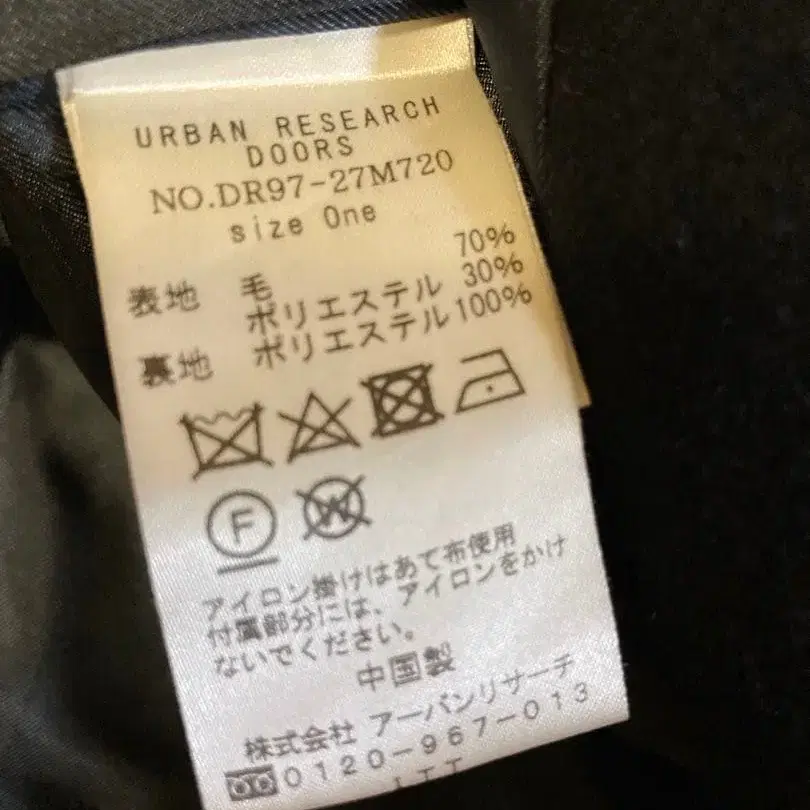 URBAN RESEARCH
DOORS
NO.DR97-27M720
size One
表地 毛 70%
ポリエステル 30%
裏地 ポリエステル 100%
F
W
アイロン掛けはあて布使用
付属部分には、アイロンをかけ
ないでください。
中国製
株式会社 アーバンリサーチ
0120-967-013